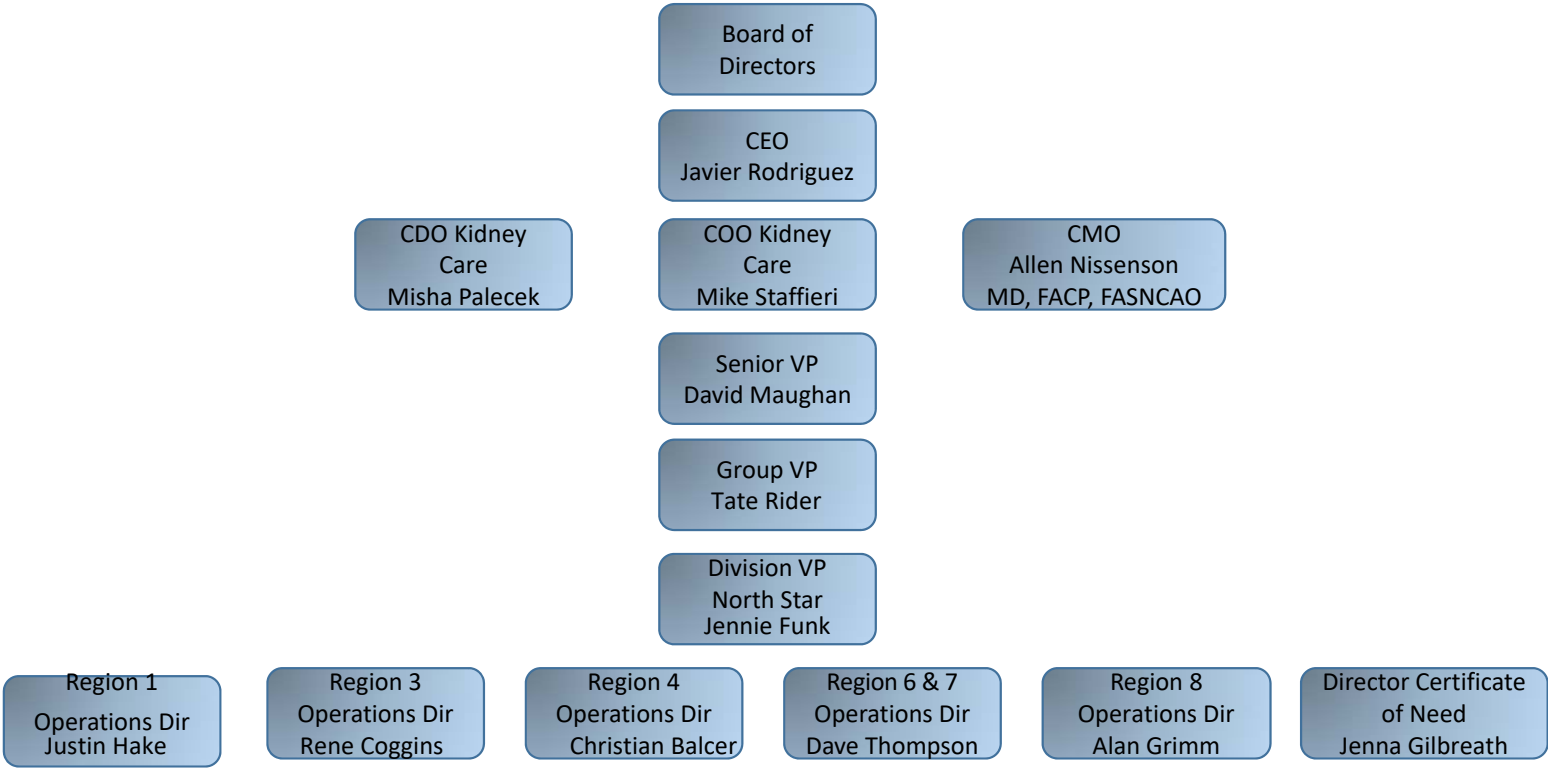 Board of
Directors
CEO
Javier Rodriguez
CDO Kidney
Care
Misha Palecek
COO Kidney
Care
Mike Staffieri
CMO
Allen Nissenson
MD, FACP, FASNCAO
Senior VP
David Maughan
Group VP
Tate Rider
Division VP
North Star
Jennie Funk
Region 1
Operations Dir
Justin Hake
Region 3
Operations Dir
Rene Coggins
Region 4
Operations Dir
Christian Balcer
Region 6 & 7
Operations Dir
Dave Thompson
Region 8
Operations Dir
Alan Grimm
Director Certificate
of Need
Jenna Gilbreath